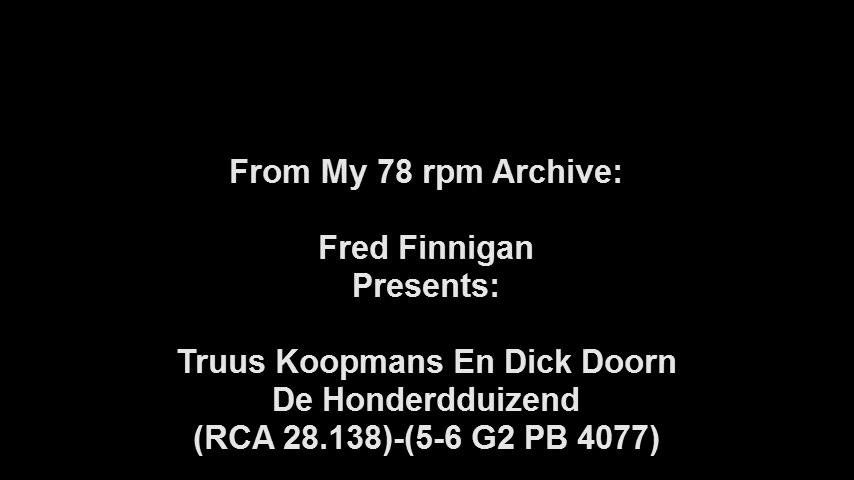 From My 78 rpm Archive:
Fred Finnigan
Presents:
Truus Koopmans En Dick Doorn
De Honderdduizend
(RCA 28.138)-(5-6 G2 PB 4077)